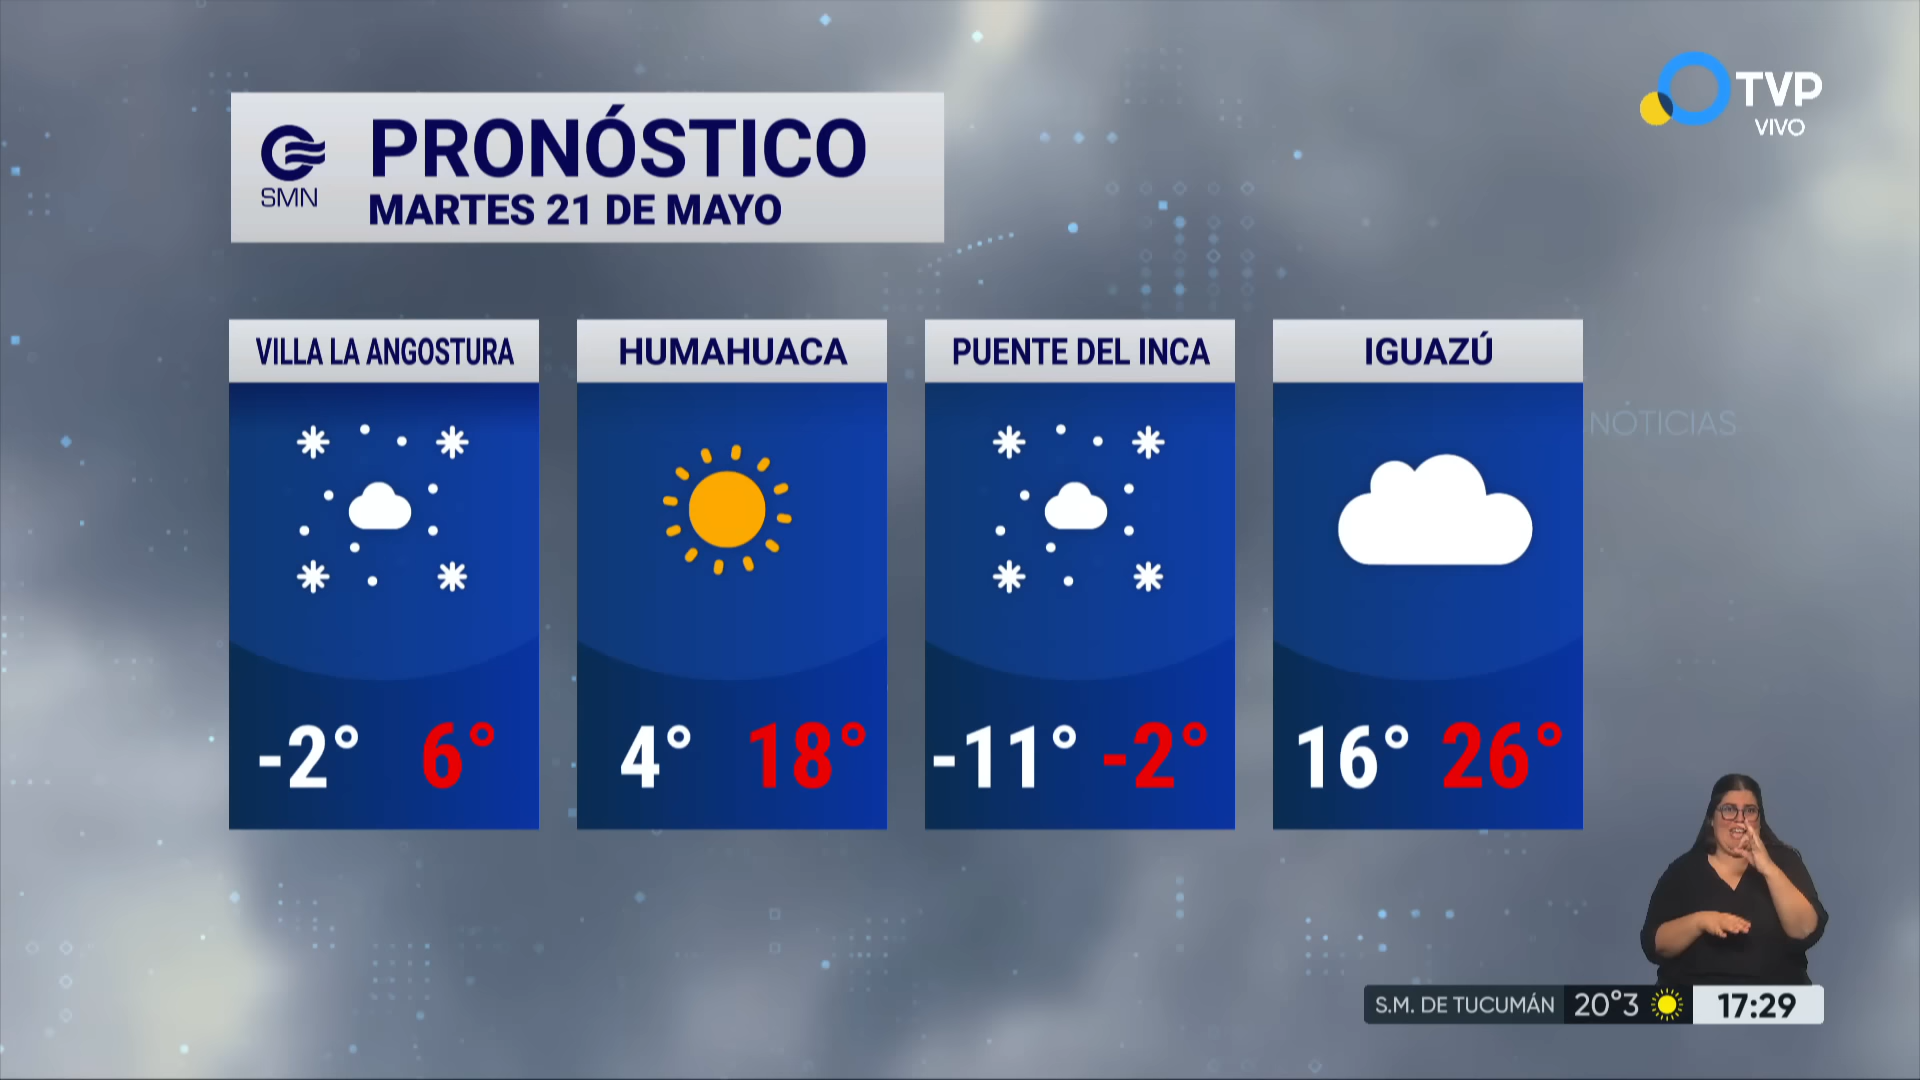 TVP
VIVO
SMN
PRONÓSTICO
MARTES 21 DE MAYO
VILLA LA ANGOSTURA
HUMAHUACA
PUENTE DEL INCA
IGUAZÚ
NOTICIAS
-2° 6°
4° 18°
-11° -2°
16° 26°
S.M. DE TUCUMÁN 20°3 17:29